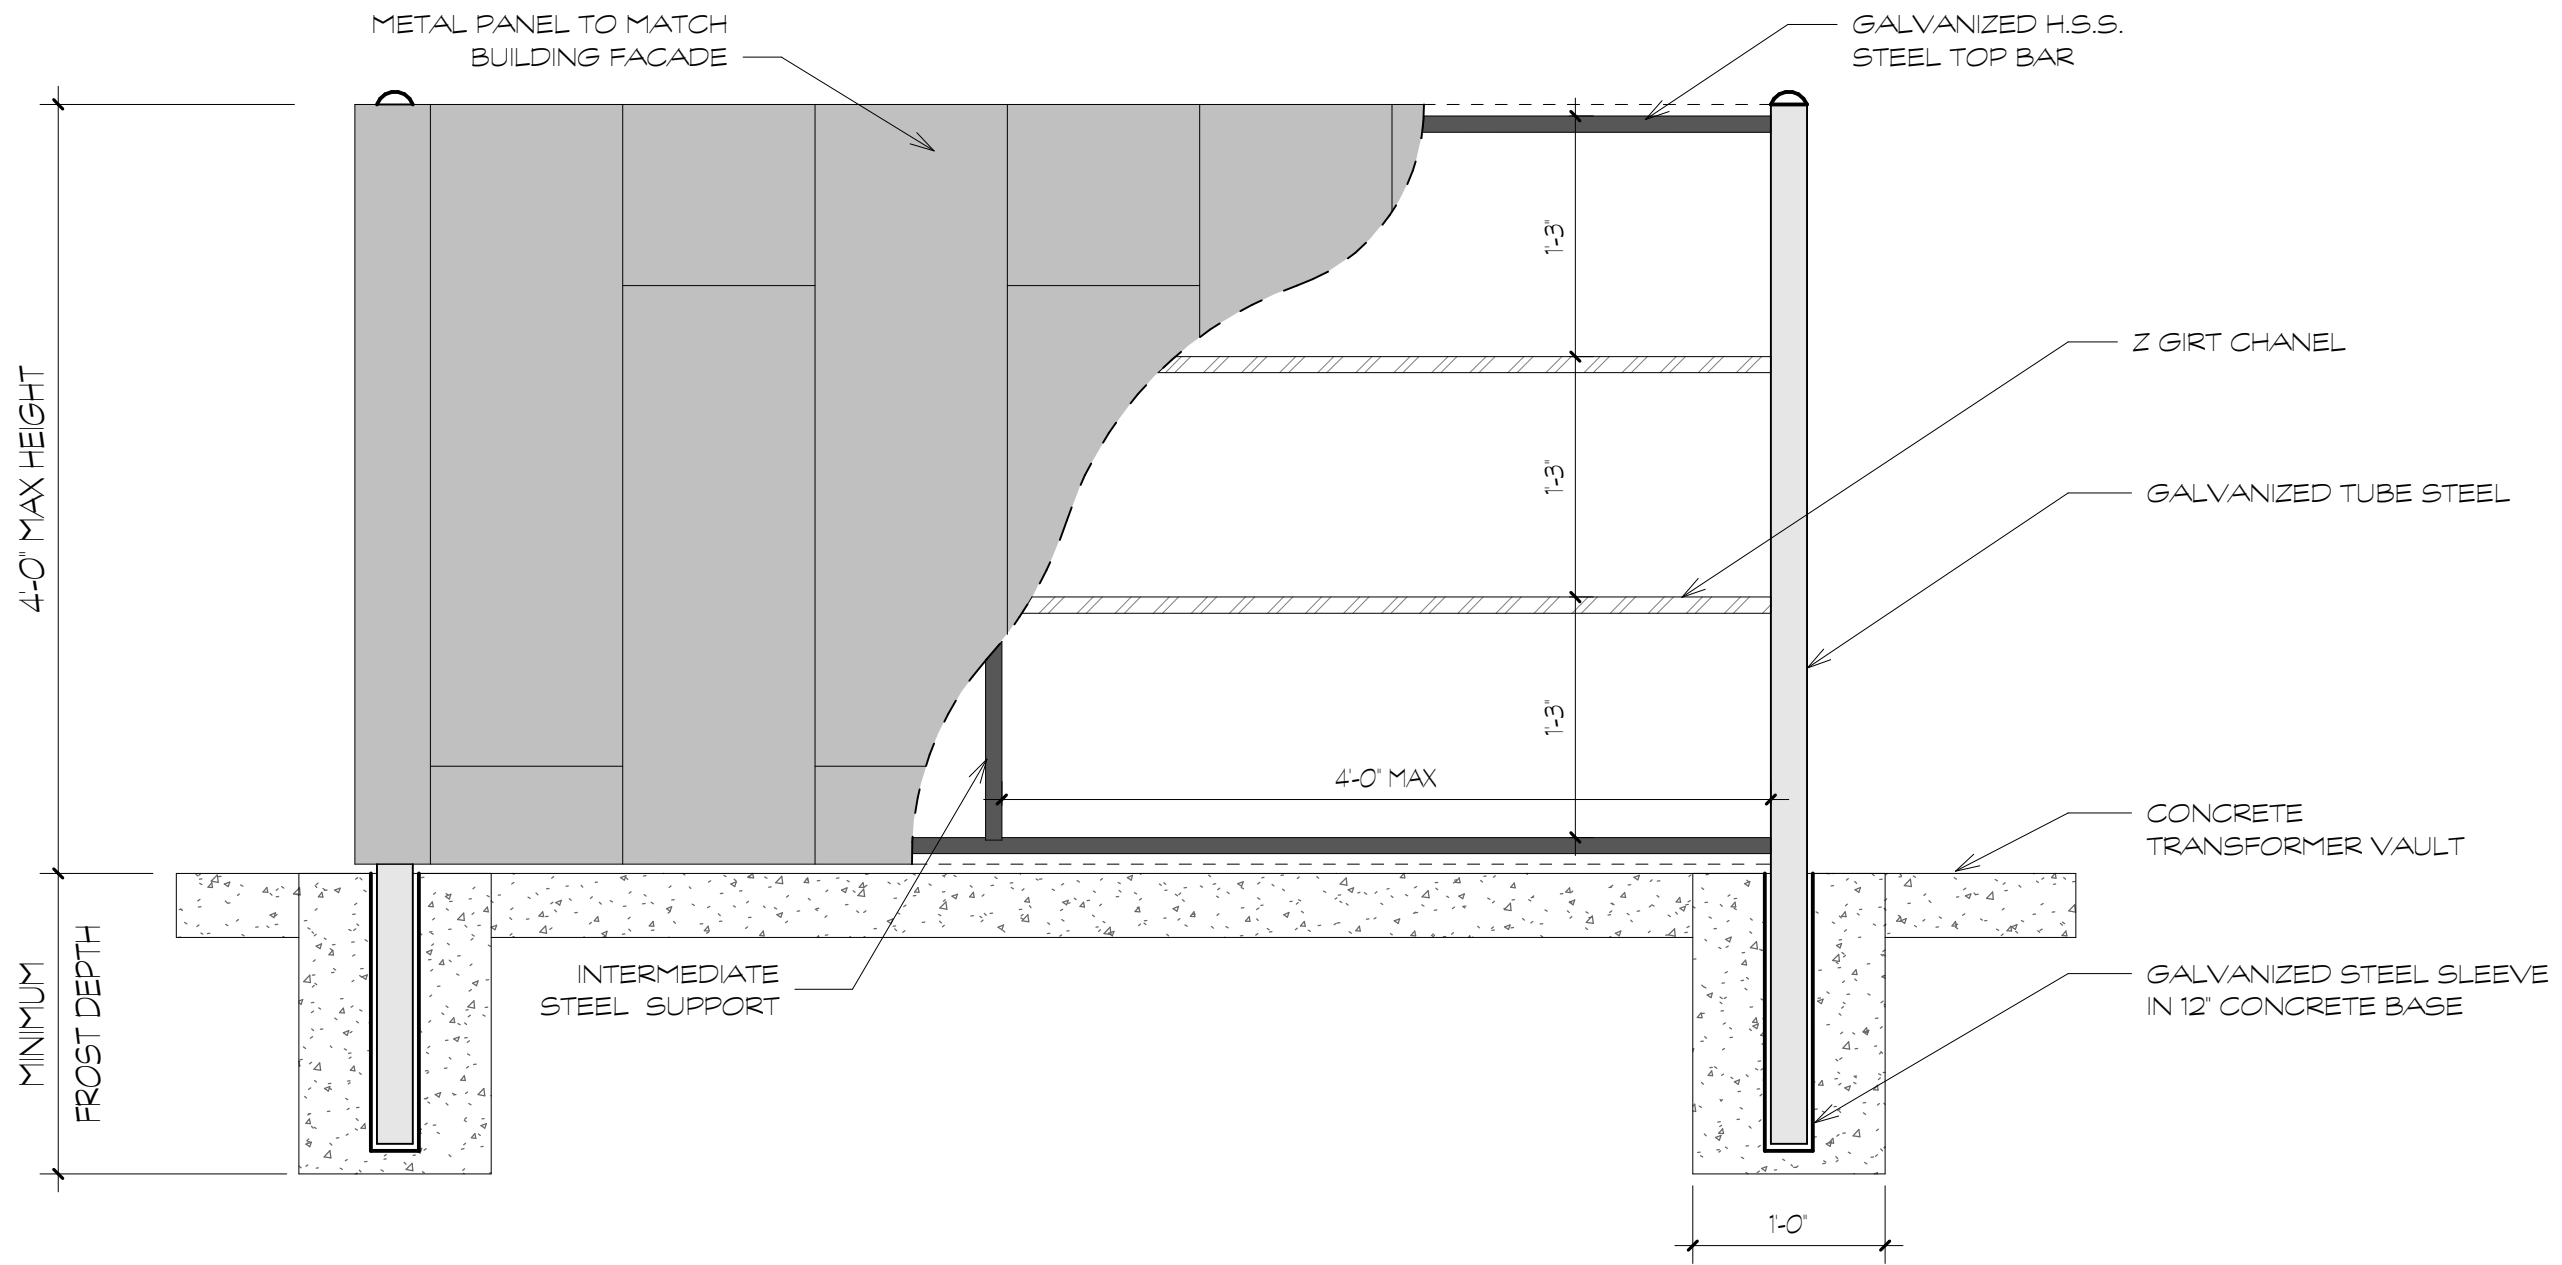 METAL PANEL TO MATCH
BUILDING FACADE
GALVANIZED H.S.S.
STEEL TOP BAR
1'-3"
Z GIRT CHANEL
4'-0" MAX HEIGHT
1'-3"
GALVANIZED TUBE STEEL
1'-3"
4'-0" MAX
CONCRETE
TRANSFORMER VAULT
MINIMUM
FROST DEPTH
INTERMEDIATE
STEEL SUPPORT
GALVANIZED STEEL SLEEVE
IN 12" CONCRETE BASE
1'-0"